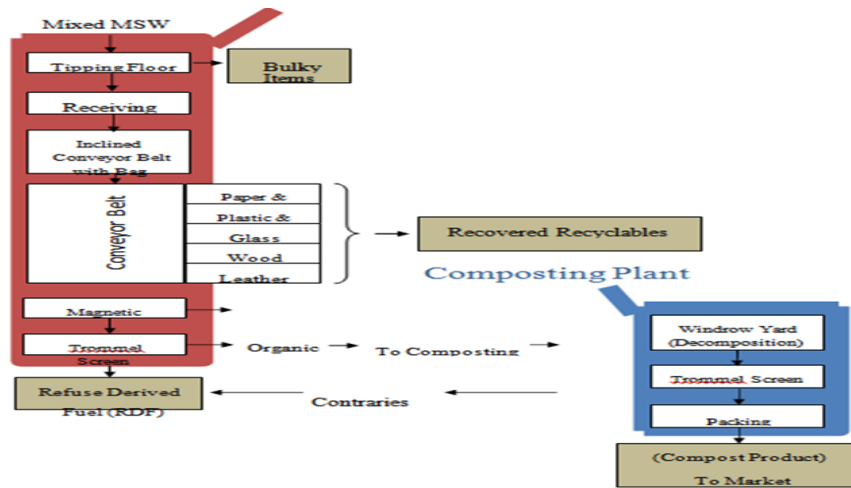 Mixed MSW
Tipping Floor
Bulky
Items
Receiving
Inclined
Conveyor Belt
with Bag
Conveyor Belt
Paper &
Plastic &
Glass
Wood
Leather
Recovered Recyclables
Magnetic
Trommel
Screen
Organic
To Composting
Refuse Derived
Fuel (RDF)
Contraries
Composting Plant
Windrow Yard
(Decomposition)
Trommel Screen
Packing
(Compost Product)
To Market